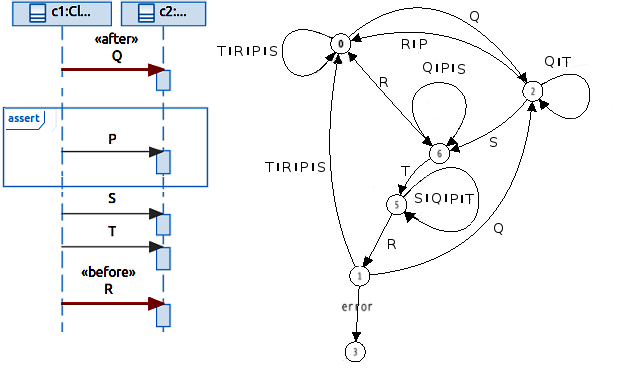 c1:Cl...
c2:...
«after»
Q
assert
P
S
T
«before»
R
Q
TIRIPIS
0
RIP
QIPIS
QIT
2
R
S
6
T
TIRIPIS
SIQIPIT
5
Q
R
1
error
3